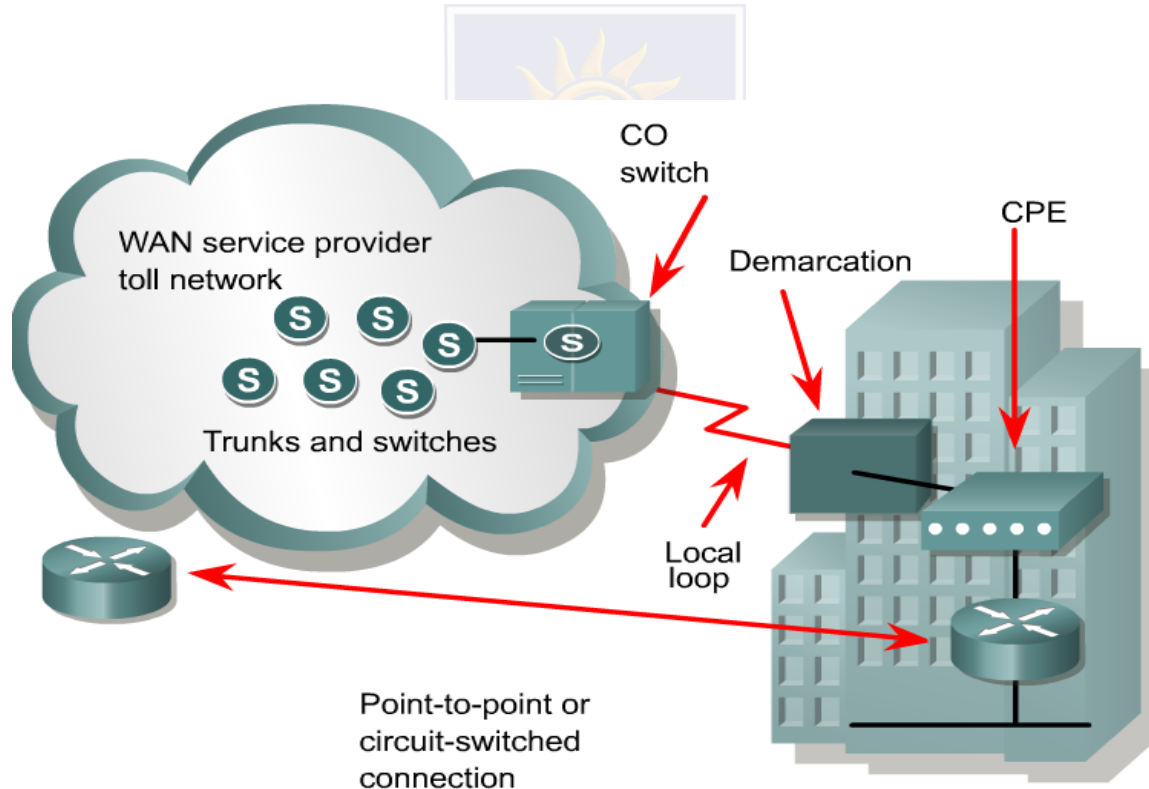 CO
switch
CPE
WAN service provider
toll network
Demarcation
S
S
S
S
S
S
S
Trunks and switches
Local
loop
Point-to-point or
circuit-switched
connection